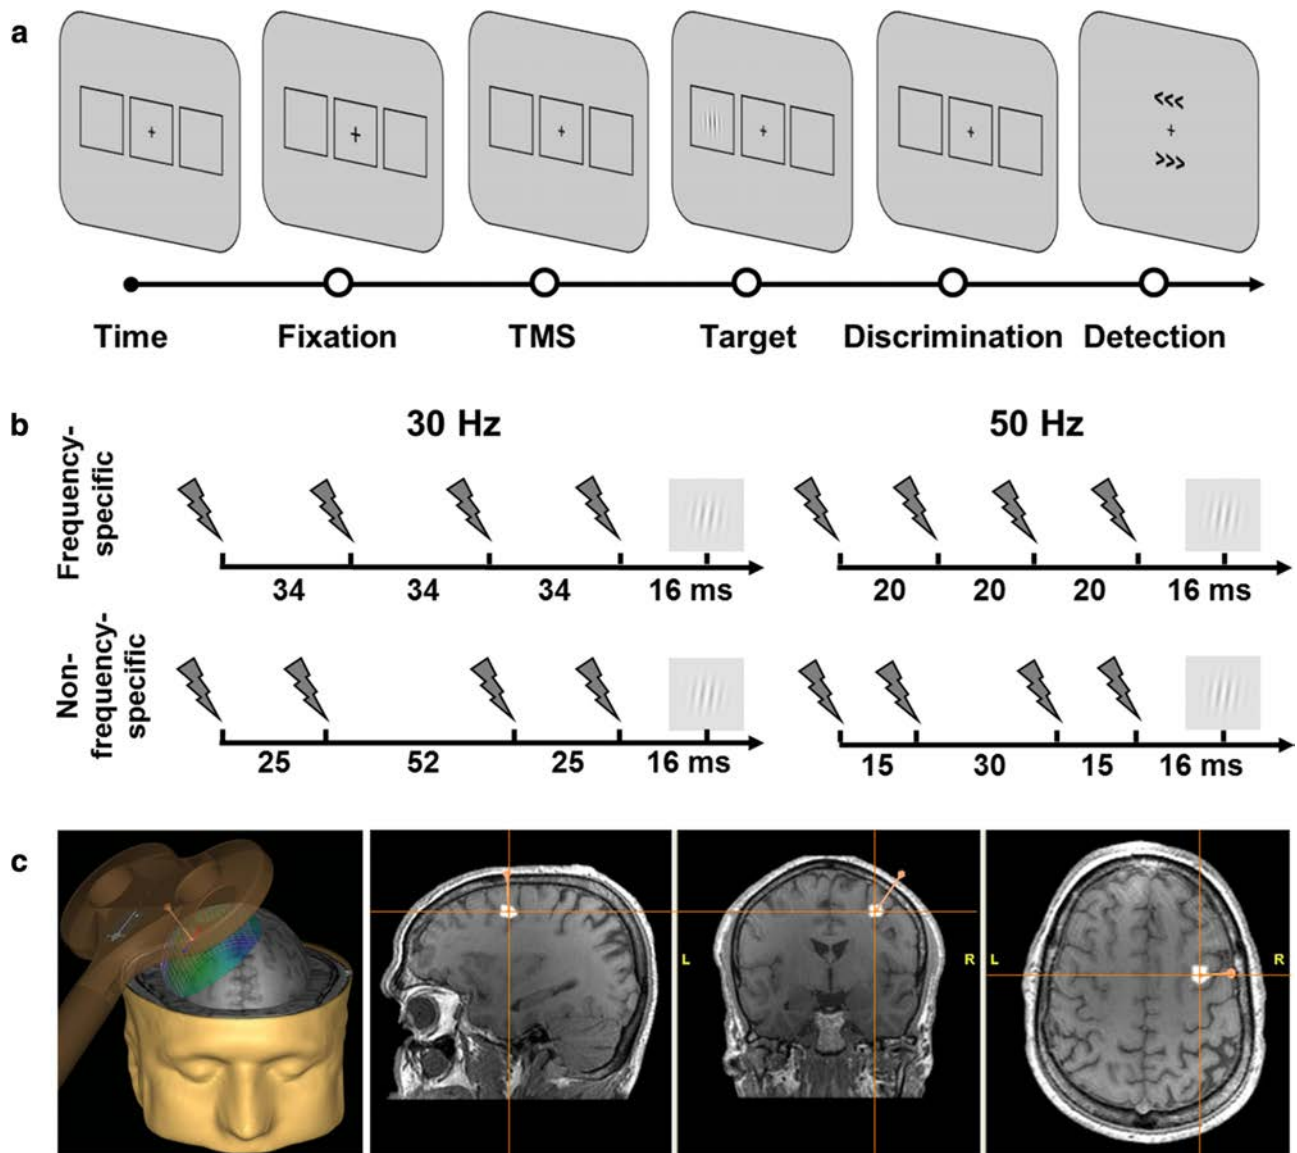 a
<<<
+
>>>
Time Fixation TMS Target Discrimination Detection
b
30 Hz 50 Hz
Frequency-
specific
34 34 34 16 ms 20 20 20 16 ms
Non-
frequency-
specific
25 52 25 16 ms 15 30 15 16 ms
c
L R L R